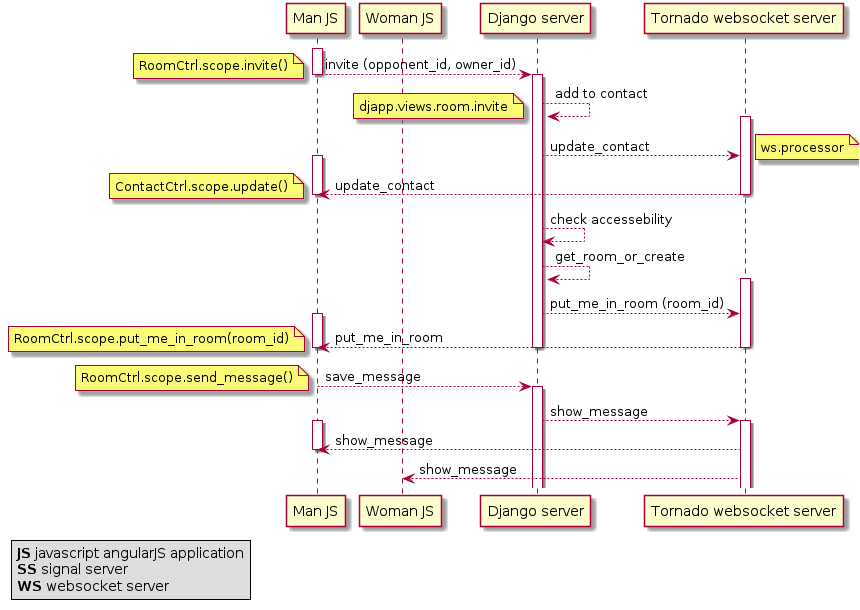 Man JS
Woman JS
Django server
Tornado websocket server
RoomCtrl.scope.invite()
invite (opponent_id, owner_id)
djapp.views.room.invite
add to contact
update_contact
ws.processor
ContactCtrl.scope.update()
update_contact
check accessebility
get_room_or_create
put_me_in_room (room_id)
RoomCtrl.scope.put_me_in_room(room_id)
put_me_in_room
RoomCtrl.scope.send_message()
save_message
show_message
show_message
show_message
Man JS
Woman JS
Django server
Tornado websocket server
JS javascript angularJS application
SS signal server
WS websocket server